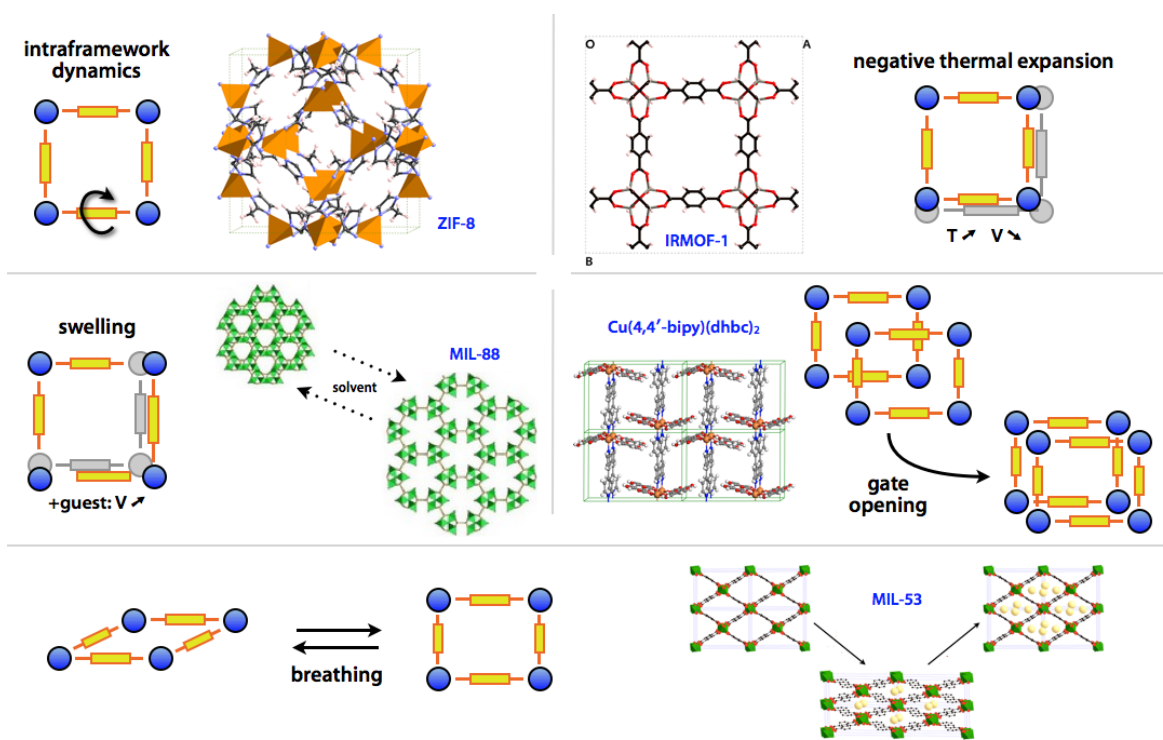 intraframework
dynamics
ZIF-8
O
A
B
IRMOF-1
negative thermal expansion
T ➚ V ➘
swelling
+guest: V ➚
solvent
MIL-88
Cu(4,4′-bipy)(dhbc)₂
gate
opening
breathing
MIL-53